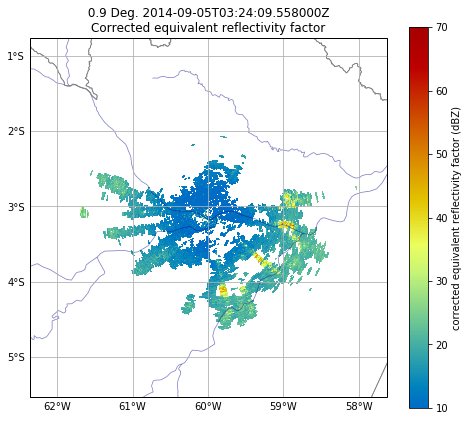 0.9 Deg. 2014-09-05T03:24:09.558000Z
Corrected equivalent reflectivity factor
1°S
2°S
3°S
4°S
5°S
62°W 61°W 60°W 59°W 58°W
70
60
50
40
30
20
10
corrected equivalent reflectivity factor (dBZ)